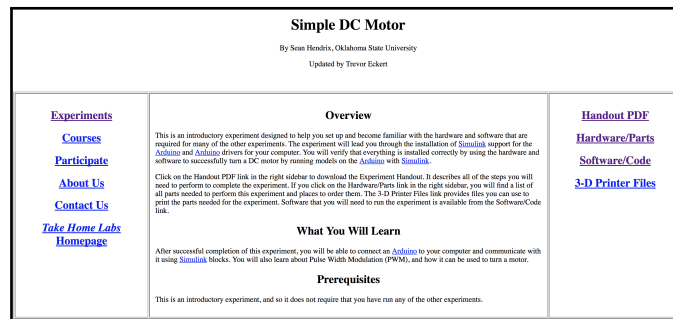 Simple DC Motor
By Sean Hendrix, Oklahoma State University
Updated by Trevor Eckert
Experiments
Courses
Participate
About Us
Contact Us
Take Home Labs
Homepage
Overview
This is an introductory experiment designed to help you set up and become familiar with the hardware and software that are
required for many of the other experiments. The experiment will lead you through the installation of Simulink support for the
Arduino and Arduino drivers for your computer. You will verify that everything is installed correctly by using the hardware and
software to successfully turn a DC motor by running models on the Arduino with Simulink.
Click on the Handout PDF link in the right sidebar to download the Experiment Handout. It describes all of the steps you will
need to perform to complete the experiment. If you click on the Hardware/Parts link in the right sidebar, you will find a list of
all parts needed to perform this experiment and places to order them. The 3-D Printer Files link provides files you can use to
print the parts needed for the experiment. Software that you will need to run the experiment is available from the Software/Code
link.
What You Will Learn
After successful completion of this experiment, you will be able to connect an Arduino to your computer and communicate with
it using Simulink blocks. You will also learn about Pulse Width Modulation (PWM), and how it can be used to turn a motor.
Prerequisites
This is an introductory experiment, and so it does not require that you have run any of the other experiments.
Handout PDF
Hardware/Parts
Software/Code
3-D Printer Files